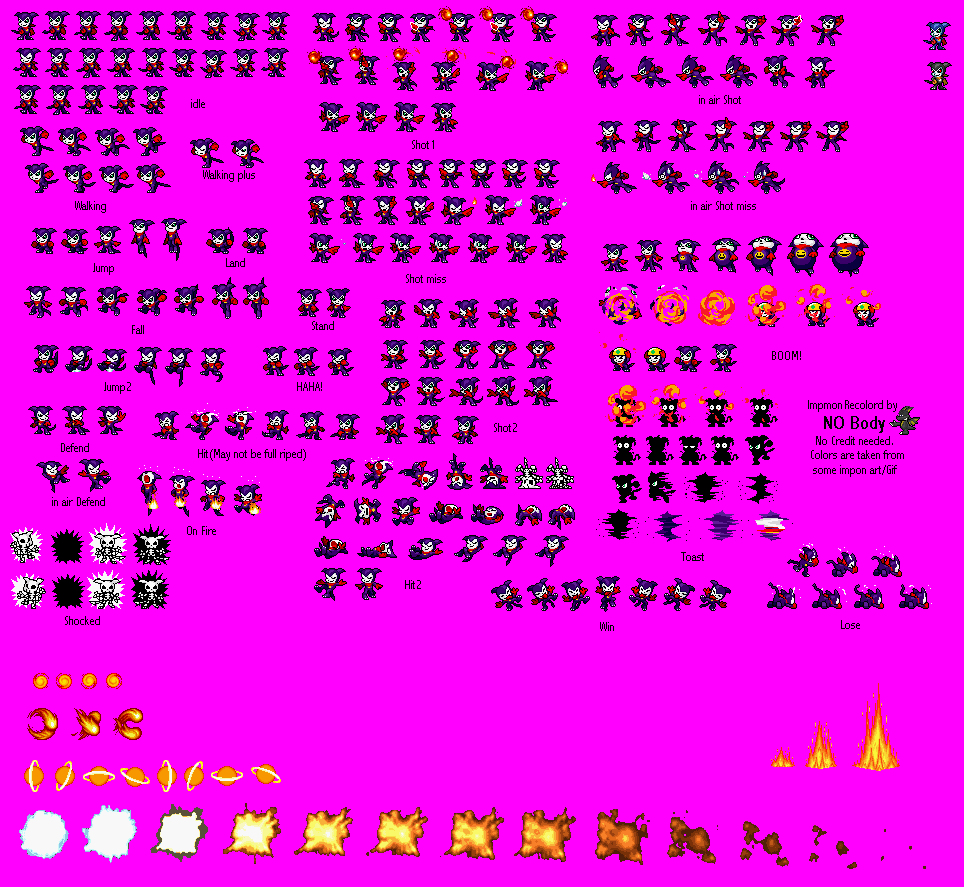 idle
Walking plus
Walking
Jump
Land
Fall
Stand
Jump2
HAHA!
Defend
Hit(May not be full riped)
in air Defend
On Fire
Shocked
Shot1
Shot miss
Shot2
Hit2
Win
in air Shot
in air Shot miss
BOOM!
Impmon Recolord by
NO Body
No Credit needed,
Colors are taken from
some impon art/Gif
Toast
Lose